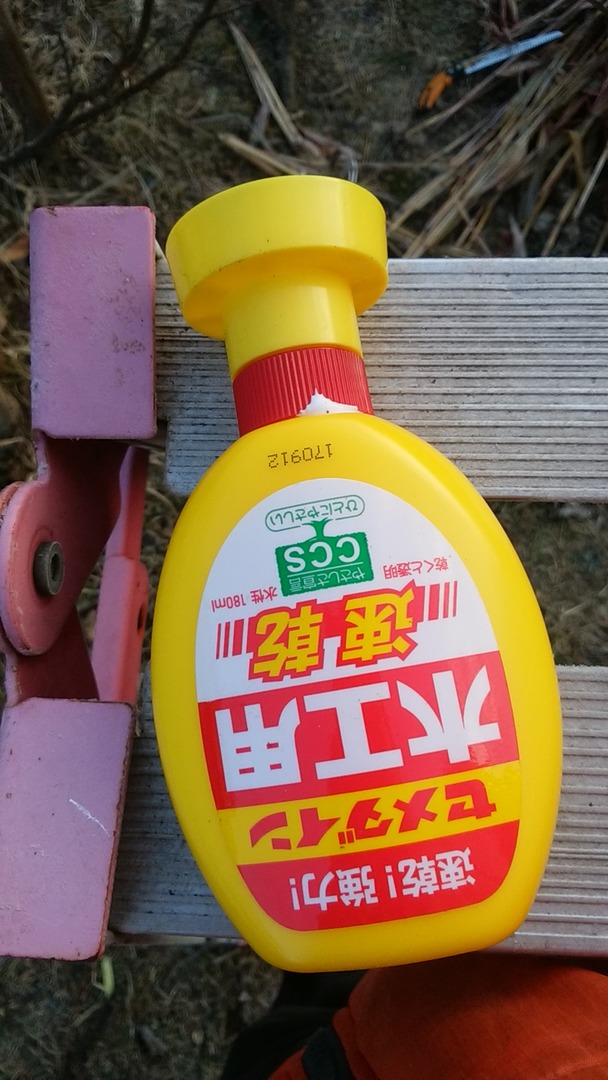 速乾!強力!
セメダイン
木工用
速乾
乾くと透明 水性 180ml
やさしさ宣言
CCS
ひとにやさしい
170912